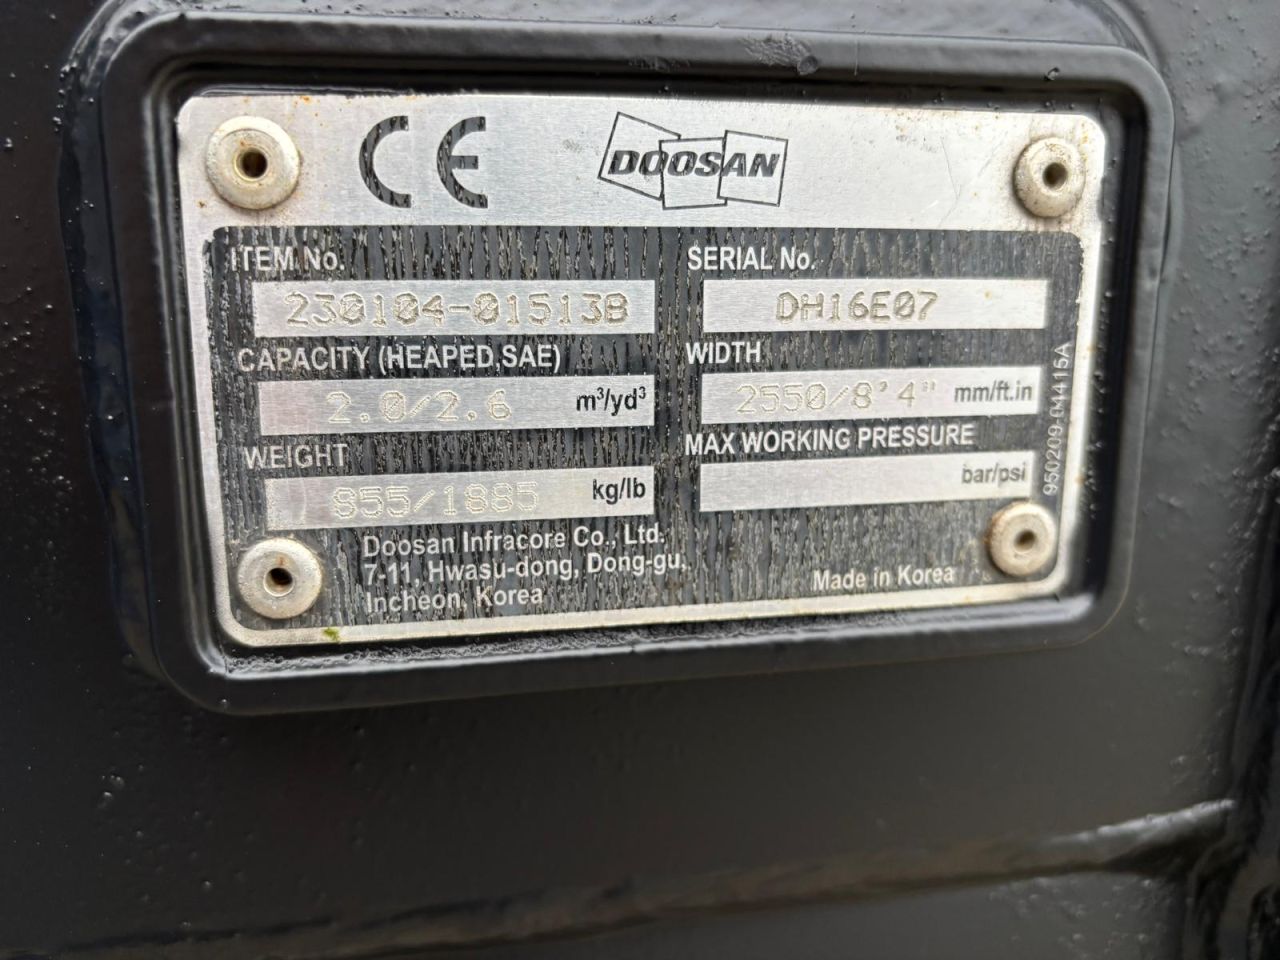 CE DOOSAN
ITEM No. SERIAL No.
230104-01513B DH16E07
CAPACITY (HEAPED,SAE) WIDTH
2.0/2.6 m³/yd³ 2550/8'4" mm/ft.in
WEIGHT MAX WORKING PRESSURE
855/1885 kg/lb bar/psi
Doosan Infracore Co., Ltd.
7-11, Hwasu-dong, Dong-gu,
Incheon, Korea
Made in Korea
950209-04415A